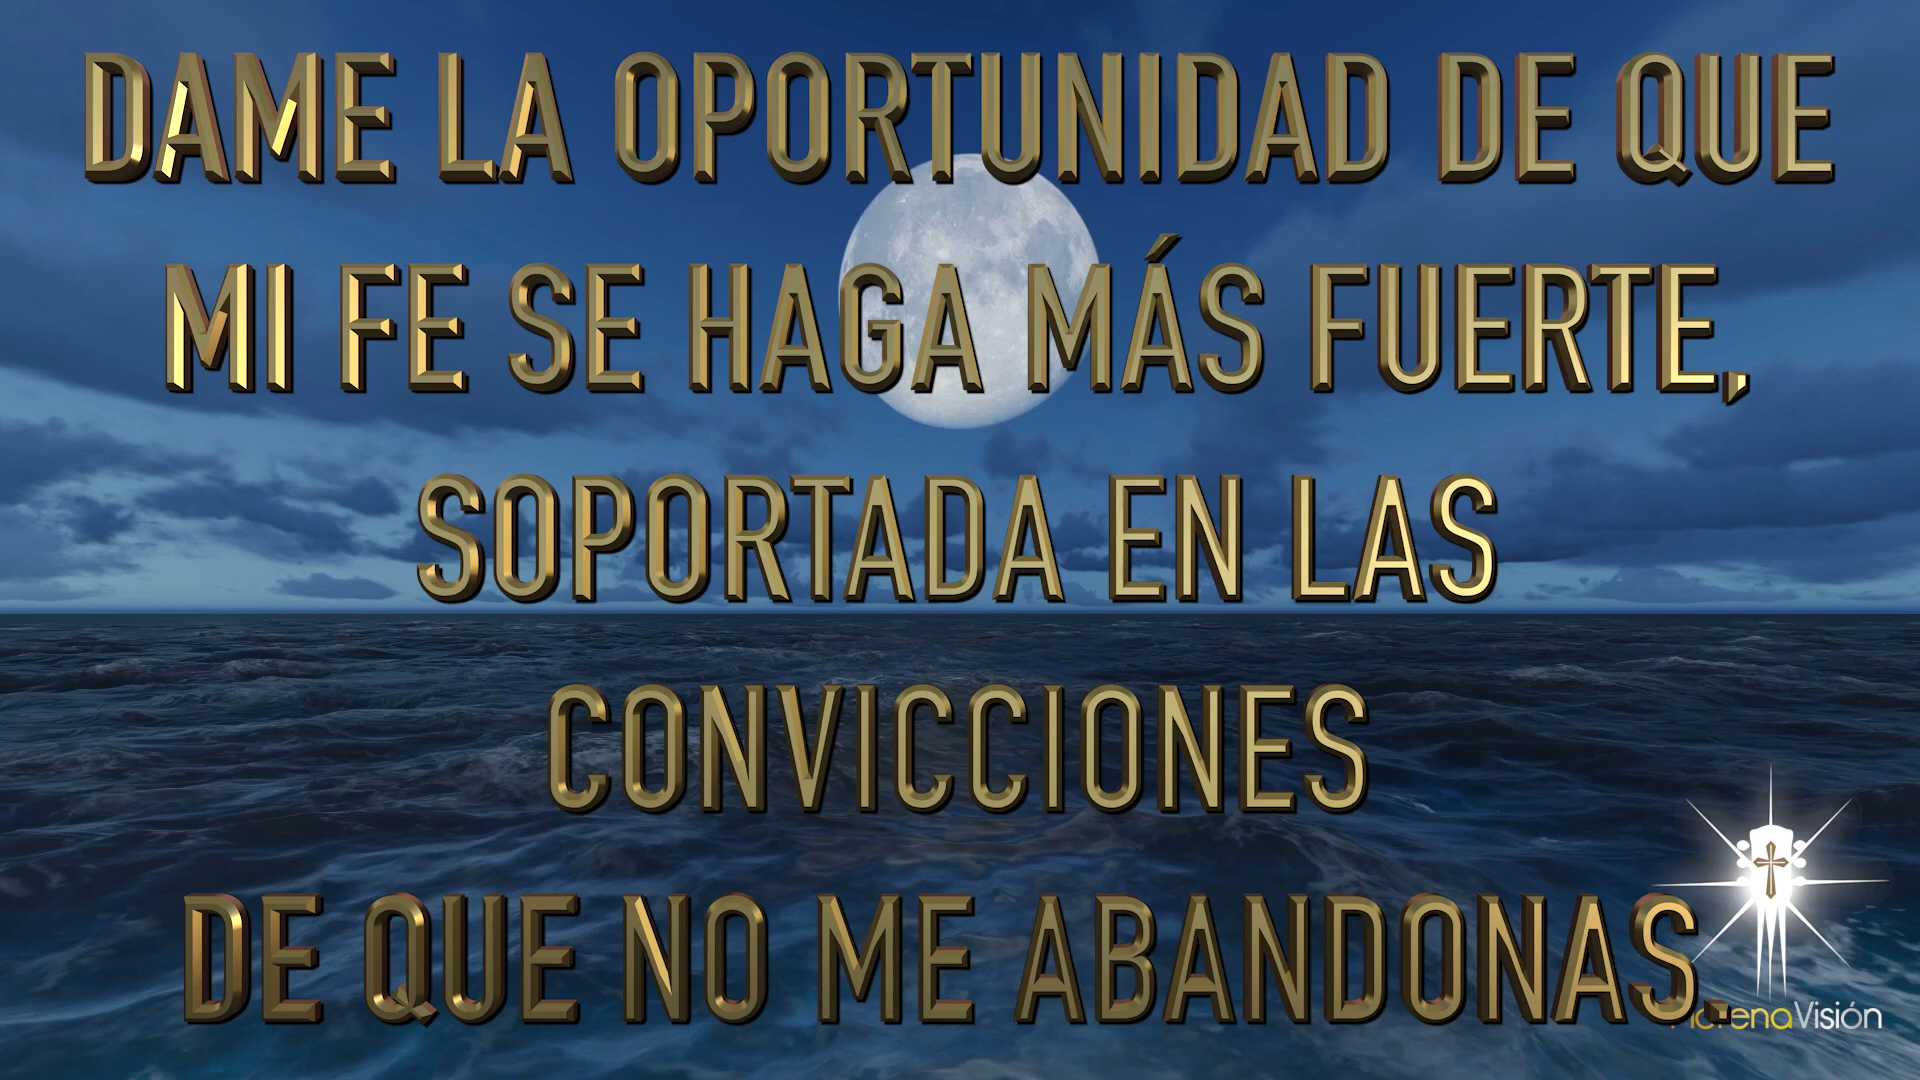 DAME LA OPORTUNIDAD DE QUE
MI FE SE HAGA MÁS FUERTE,
SOPORTADA EN LAS
CONVICCIONES
DE QUE NO ME ABANDONAS.
Visión